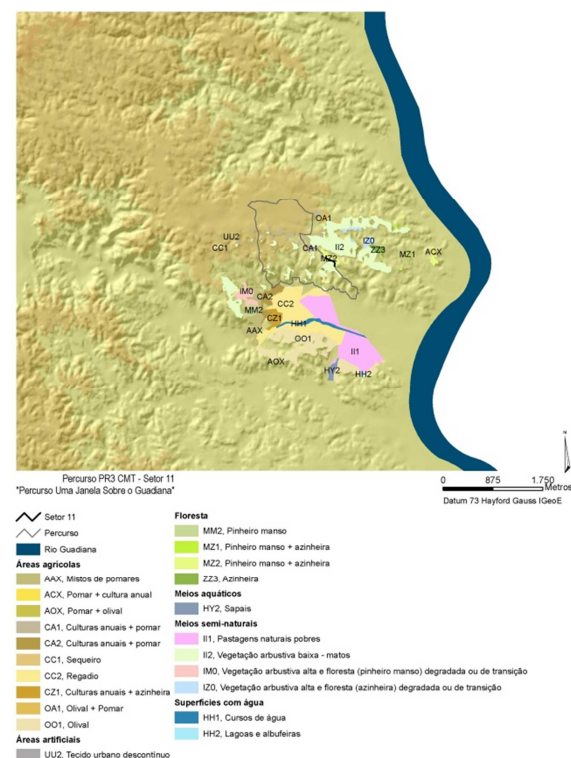 OA1
UU2
CC1
CA1
II2
IZ0
ZZ3
MZ1
ACX
MZ2
IM0
CA2
CC2
MM2
CZ1
HH1
AAX
OO1
II1
AOX
HY2
HH2
N
Percurso PR3 CMT - Setor 11
"Percurso Uma Janela Sobre o Guadiana"
0 875 1.750
Metros
Datum 73 Hayford Gauss IGeoE
Setor 11
Percurso
Rio Guadiana
Áreas agrícolas
AAX, Mistos de pomares
ACX, Pomar + cultura anual
AOX, Pomar + olival
CA1, Culturas anuais + pomar
CA2, Culturas anuais + pomar
CC1, Sequeiro
CC2, Regadio
CZ1, Culturas anuais + azinheira
OA1, Olival + Pomar
OO1, Olival
Áreas artificiais
UU2, Tecido urbano descontínuo
Floresta
MM2, Pinheiro manso
MZ1, Pinheiro manso + azinheira
MZ2, Pinheiro manso + azinheira
ZZ3, Azinheira
Meios aquáticos
HY2, Sapais
Meios semi-naturais
II1, Pastagens naturais pobres
II2, Vegetação arbustiva baixa - matos
IM0, Vegetação arbustiva alta e floresta (pinheiro manso) degradada ou de transição
IZ0, Vegetação arbustiva alta e floresta (azinheira) degradada ou de transição
Superfícies com água
HH1, Cursos de água
HH2, Lagoas e albufeiras